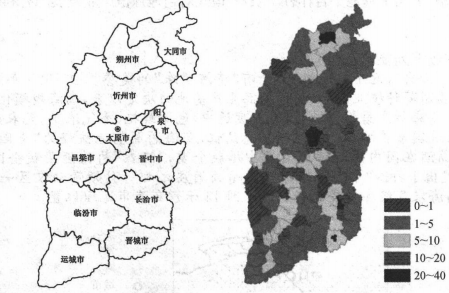 大同市
朔州市
忻州市
阳泉市
太原市
吕梁市
晋中市
临汾市
长治市
晋城市
运城市
0~1
1~5
5~10
10~20
20~40